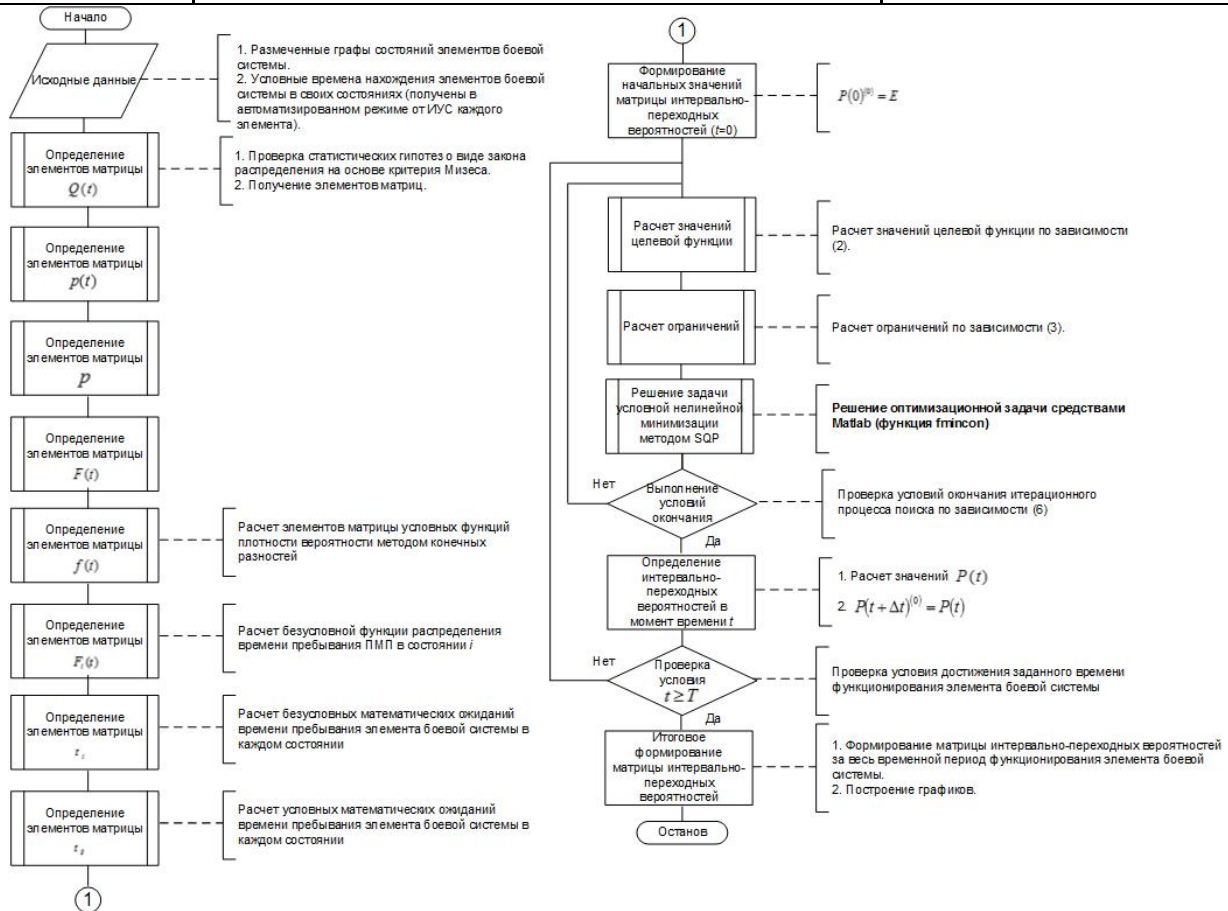 Начало
Исходные данные
1. Размеченные графы состояний элементов боевой
системы.
2. Условные времена нахождения элементов боевой
системы в своих состояниях (получены в
автоматизированном режиме от ИУС каждого
элемента).
Определение
элементов матрицы
Q(t)
1. Проверка статистических гипотез о виде закона
распределения на основе критерия Мизеса.
2. Получение элементов матриц.
Определение
элементов матрицы
p(t)
Определение
элементов матрицы
p
Определение
элементов матрицы
F(t)
Определение
элементов матрицы
f(t)
Расчет элементов матрицы условных функций
плотности вероятности методом конечных
разностей
Определение
элементов матрицы
F_i(t)
Расчет безусловной функции распределения
времени пребывания ПМП в состоянии i
Определение
элементов матрицы
t_i
Расчет безусловных математических ожиданий
времени пребывания элемента боевой системы в
каждом состоянии
Определение
элементов матрицы
t_ij
Расчет условных математических ожиданий
времени пребывания элемента боевой системы в
каждом состоянии
1
1
Формирование
начальных значений
матрицы интервально-
переходных
вероятностей (t=0)
P(0)^(0) = E
Расчет значений
целевой функции
Расчет значений целевой функции по зависимости
(2).
Расчет ограничений
Расчет ограничений по зависимости (3).
Решение задачи
условной нелинейной
минимизации
методом SQP
Решение оптимизационной задачи средствами
Matlab (функция fmincon)
Нет
Выполнение
условий
окончания
Проверка условий окончания итерационного
процесса поиска по зависимости (6)
Да
Определение
интервально-
переходных
вероятностей в
момент времени t
1. Расчет значений P(t)
2. P(t + Δt)^(0) = P(t)
Нет
Проверка
условия
t ≥ T
Проверка условия достижения заданного времени
функционирования элемента боевой системы
Да
Итоговое
формирование
матрицы интервально-
переходных
вероятностей
1. Формирование матрицы интервально-переходных вероятностей
за весь временной период функционирования элемента боевой
системы.
2. Построение графиков.
Останов